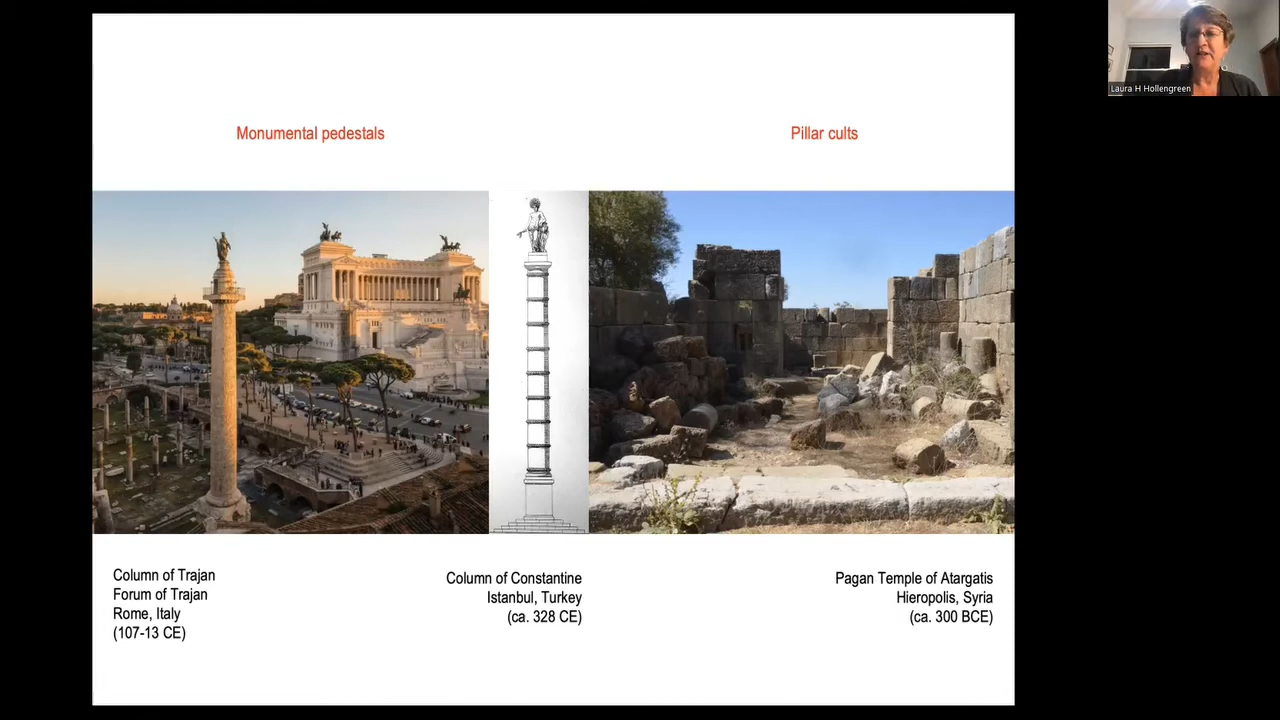 Laura H Hollengreen
Monumental pedestals
Pillar cults
Column of Trajan
Forum of Trajan
Rome, Italy
(107-13 CE)
Column of Constantine
Istanbul, Turkey
(ca. 328 CE)
Pagan Temple of Atargatis
Hieropolis, Syria
(ca. 300 BCE)